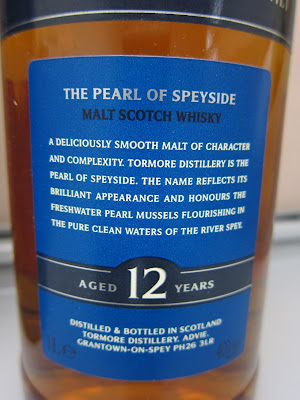 THE PEARL OF SPEYSIDE
MALT SCOTCH WHISKY
A DELICIOUSLY SMOOTH MALT OF CHARACTER
AND COMPLEXITY. TORMORE DISTILLERY IS THE
PEARL OF SPEYSIDE. THE NAME REFLECTS ITS
BRILLIANT APPEARANCE AND HONOURS THE
FRESHWATER PEARL MUSSELS FLOURISHING IN
THE PURE CLEAN WATERS OF THE RIVER SPEY.
AGED 12 YEARS
DISTILLED & BOTTLED IN SCOTLAND
TORMORE DISTILLERY, ADVIE,
GRANTOWN-ON-SPEY PH26 3LR
1L℮